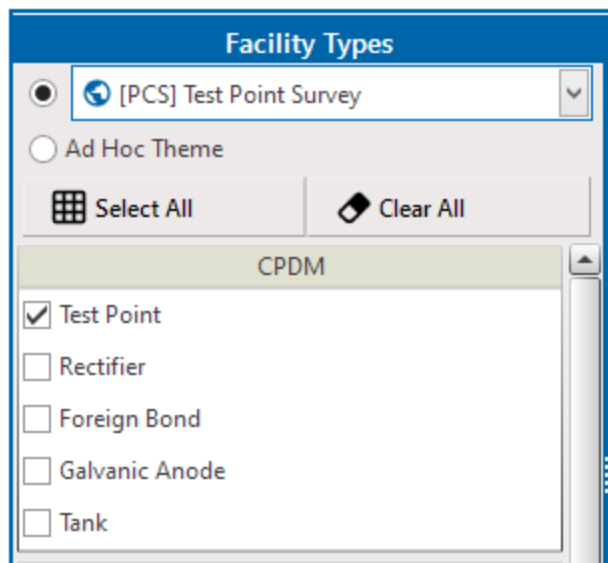 Facility Types
[PCS] Test Point Survey
Ad Hoc Theme
Select All
Clear All
CPDM
Test Point
Rectifier
Foreign Bond
Galvanic Anode
Tank